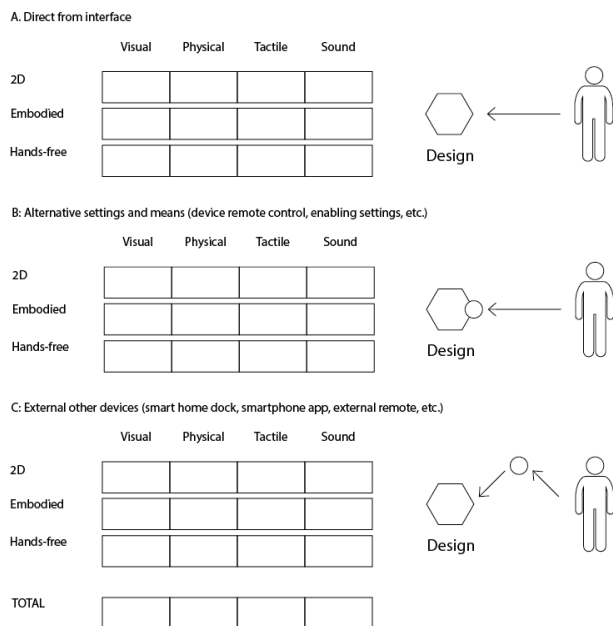 A. Direct from interface
Visual Physical Tactile Sound
2D
Embodied
Hands-free
Design
B: Alternative settings and means (device remote control, enabling settings, etc.)
Visual Physical Tactile Sound
2D
Embodied
Hands-free
Design
C: External other devices (smart home dock, smartphone app, external remote, etc.)
Visual Physical Tactile Sound
2D
Embodied
Hands-free
Design
TOTAL